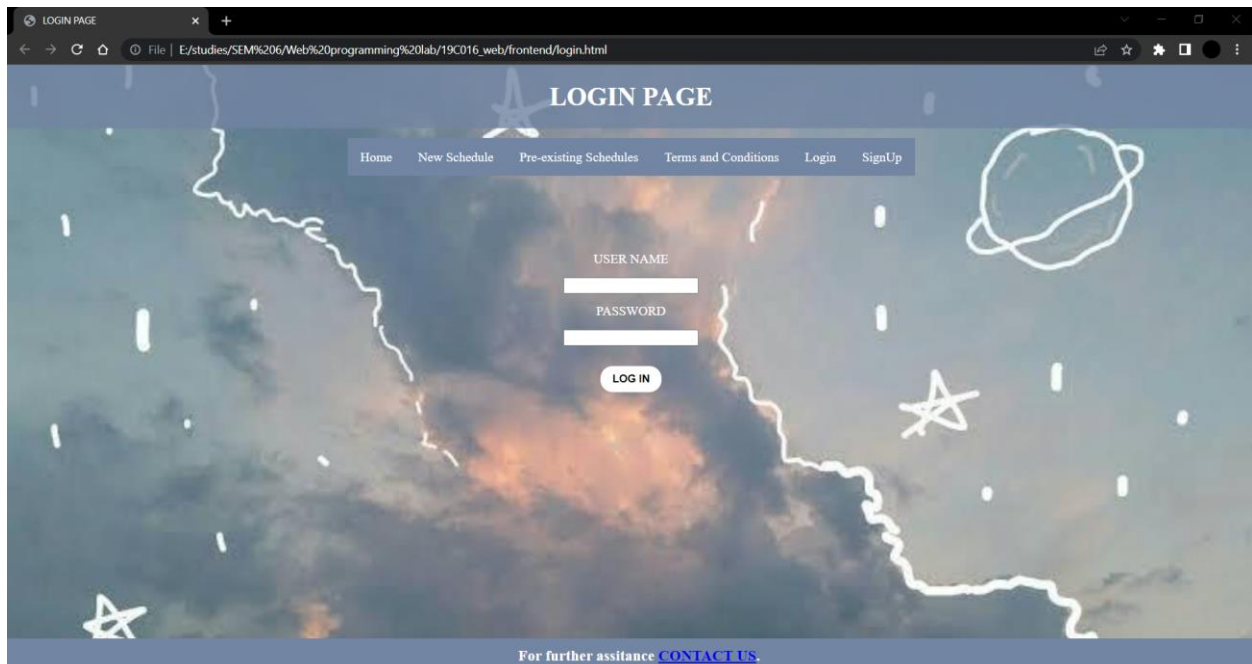 LOGIN PAGE
File | E:/studies/SEM%206/Web%20programming%20lab/19C016_web/frontend/login.html
LOGIN PAGE
Home New Schedule Pre-existing Schedules Terms and Conditions Login SignUp
USER NAME
PASSWORD
LOG IN
For further assitance CONTACT US.